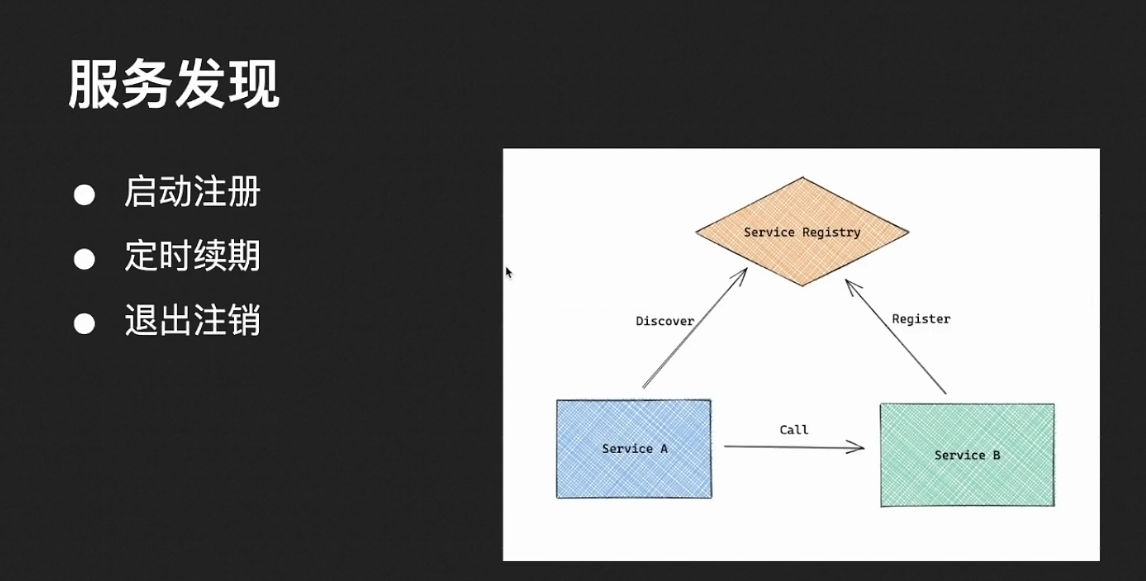 服务发现
启动注册
定时续期
退出注销
Service Registry
Discover
Register
Call
Service A
Service B